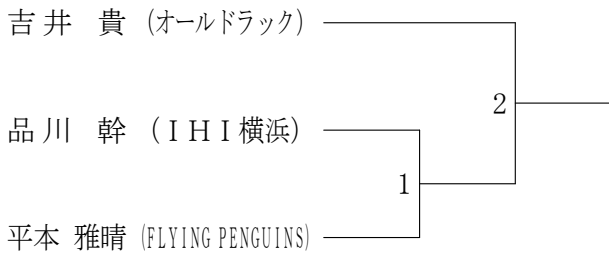 吉井 貴 (オールドラック)
2
品川 幹 (ＩＨＩ横浜)
1
平本 雅晴 (FLYING PENGUINS)